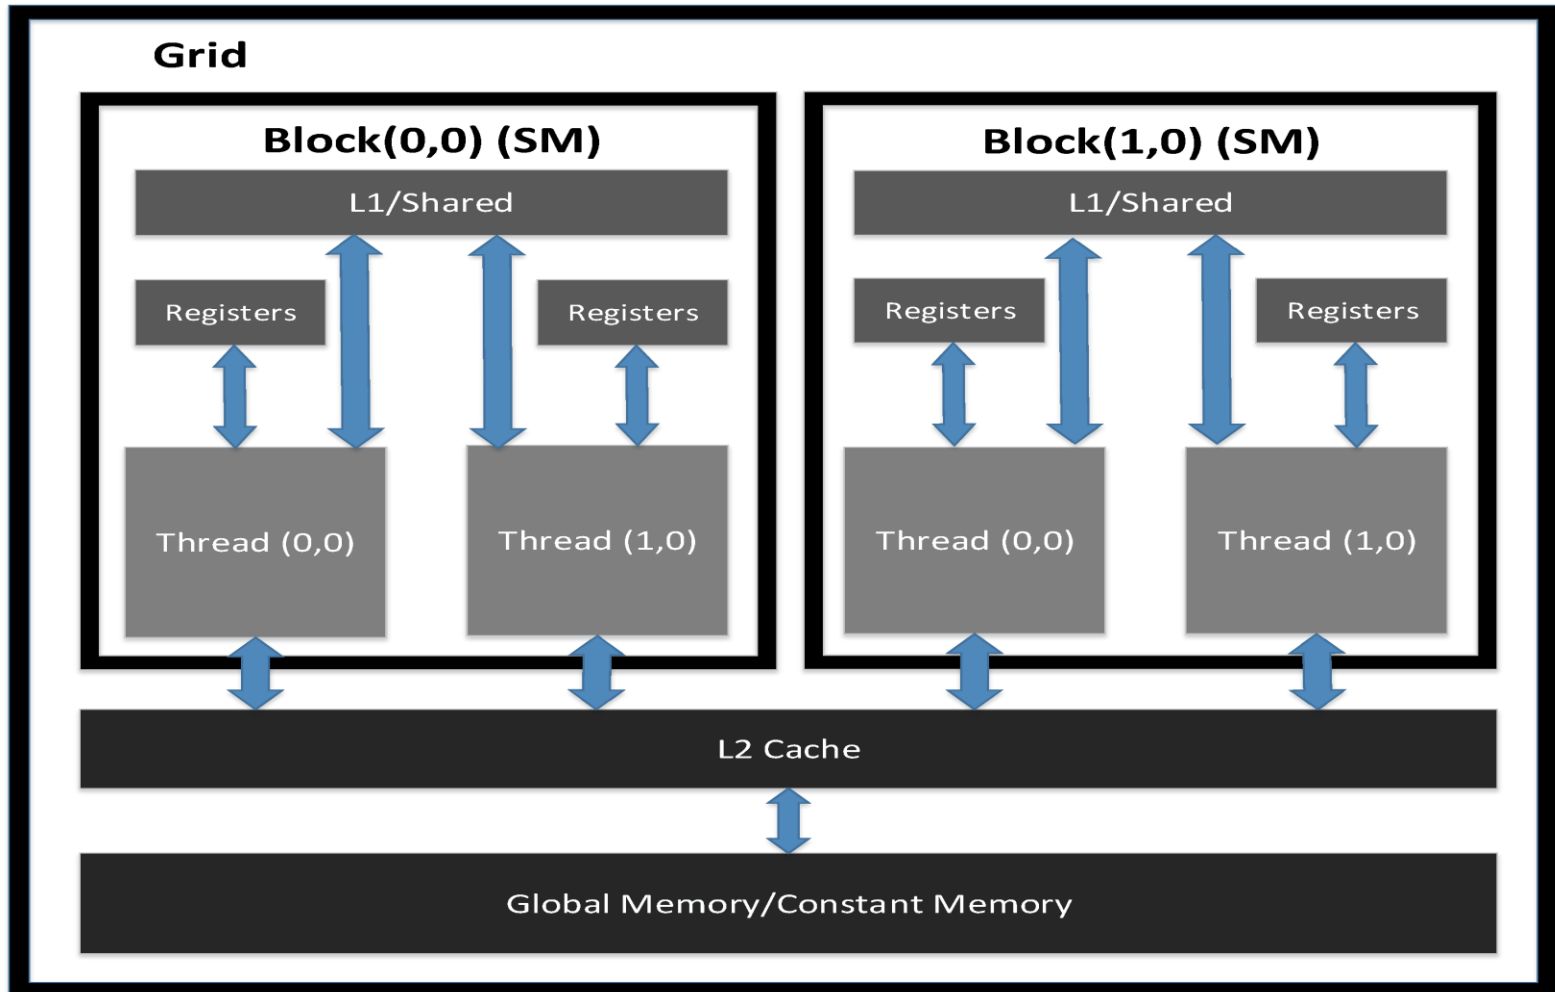 Grid
Block(0,0) (SM)
L1/Shared
Registers
Registers
Thread (0,0)
Thread (1,0)
Block(1,0) (SM)
L1/Shared
Registers
Registers
Thread (0,0)
Thread (1,0)
L2 Cache
Global Memory/Constant Memory